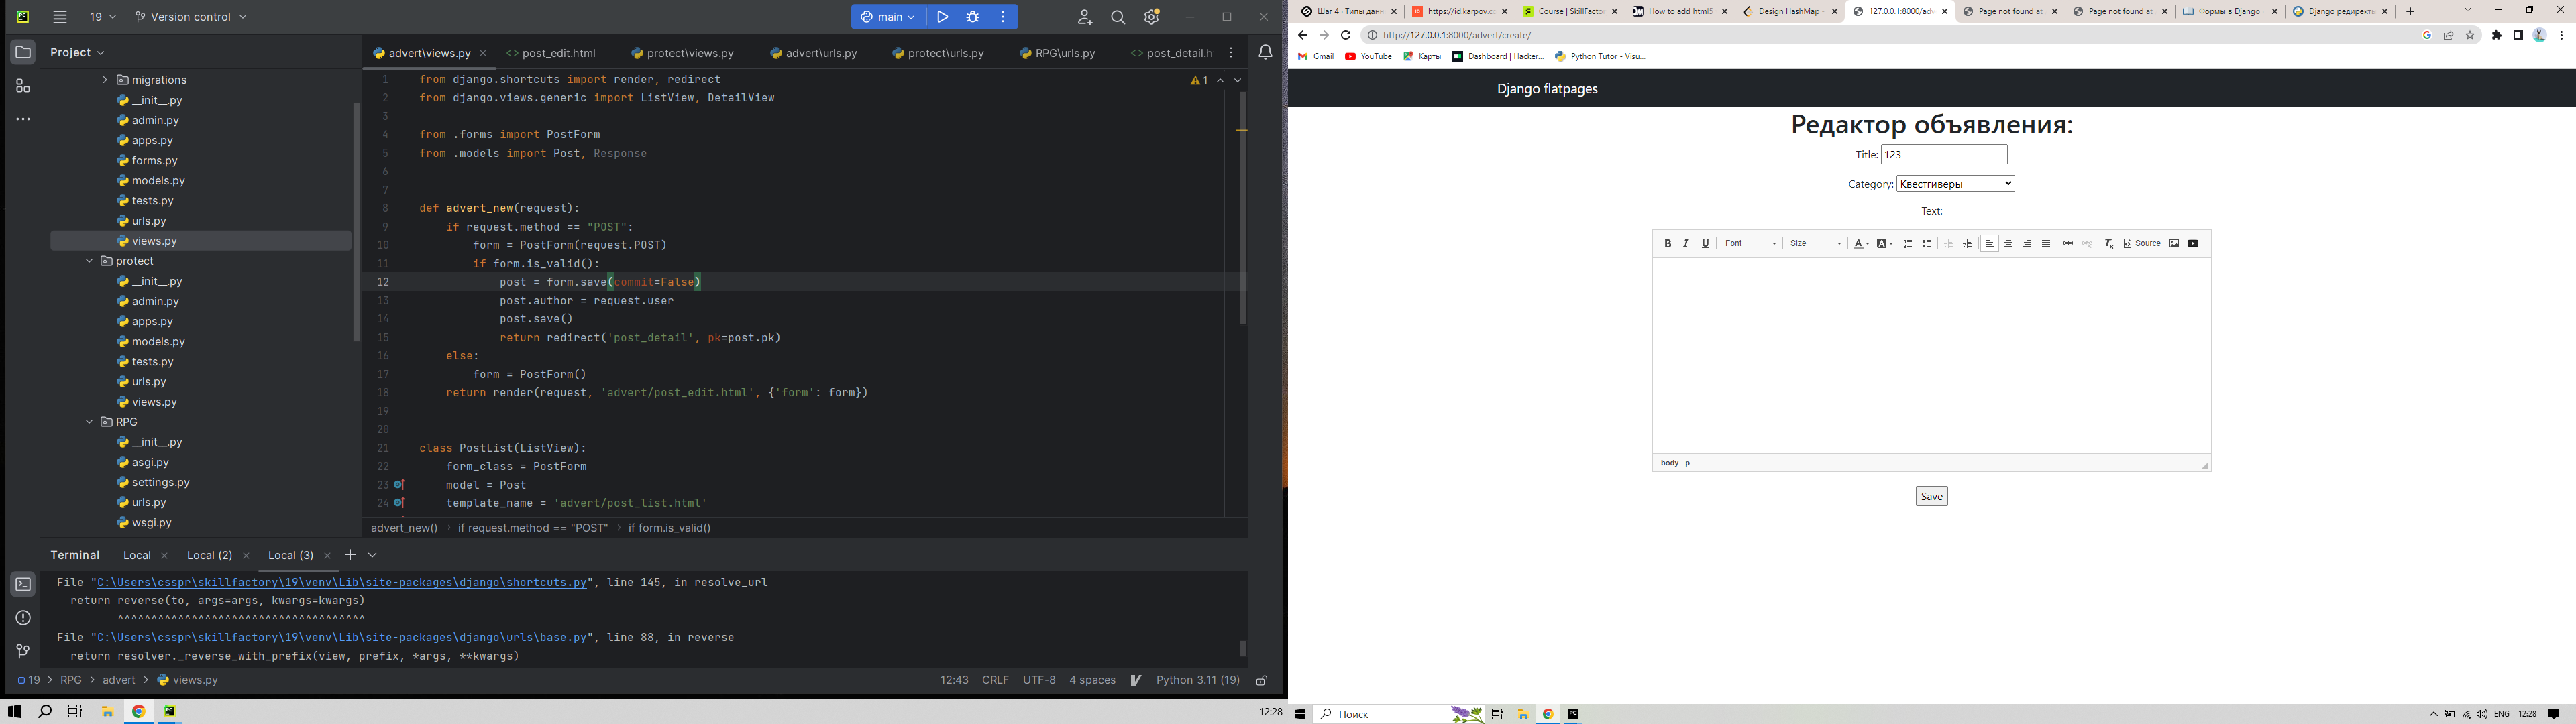 19
Version control
main
Project
advert\views.py
post_edit.html
protect\views.py
advert\urls.py
protect\urls.py
RPG\urls.py
post_detail.h
migrations
__init__.py
admin.py
apps.py
forms.py
models.py
tests.py
urls.py
views.py
protect
__init__.py
admin.py
apps.py
models.py
tests.py
urls.py
views.py
RPG
__init__.py
asgi.py
settings.py
urls.py
wsgi.py
1
1 from django.shortcuts import render, redirect
2 from django.views.generic import ListView, DetailView
3
4 from .forms import PostForm
5 from .models import Post, Response
6
7
8 def advert_new(request):
9 if request.method == "POST":
10 form = PostForm(request.POST)
11 if form.is_valid():
12 post = form.save(commit=False)
13 post.author = request.user
14 post.save()
15 return redirect('post_detail', pk=post.pk)
16 else:
17 form = PostForm()
18 return render(request, 'advert/post_edit.html', {'form': form})
19
20
21 class PostList(ListView):
22 form_class = PostForm
23 model = Post
24 template_name = 'advert/post_list.html'
advert_new() › if request.method == "POST" › if form.is_valid()
Terminal Local Local (2) Local (3)
File "C:\Users\csspr\skillfactory\19\venv\Lib\site-packages\django\shortcuts.py", line 145, in resolve_url
return reverse(to, args=args, kwargs=kwargs)
^^^^^^^^^^^^^^^^^^^^^^^^^^^^^^^^^^^^^
File "C:\Users\csspr\skillfactory\19\venv\Lib\site-packages\django\urls\base.py", line 88, in reverse
return resolver._reverse_with_prefix(view, prefix, *args, **kwargs)
19 > RPG > advert > views.py
12:43 CRLF UTF-8 4 spaces Python 3.11 (19)
12:28
Шаг 4 - Типы данн
https://id.karpov.co
Course | SkillFactor
How to add html5
Design HashMap -
127.0.0.1:8000/adv
Page not found at
Page not found at
Формы в Django -
Django редиректы
http://127.0.0.1:8000/advert/create/
Gmail YouTube Карты Dashboard | Hacker... Python Tutor - Visu...
Django flatpages
Редактор объявления:
Title: 123
Category: Квестгиверы
Text:
B I U Font Size A A Source
body p
Save
Поиск
ENG 12:28